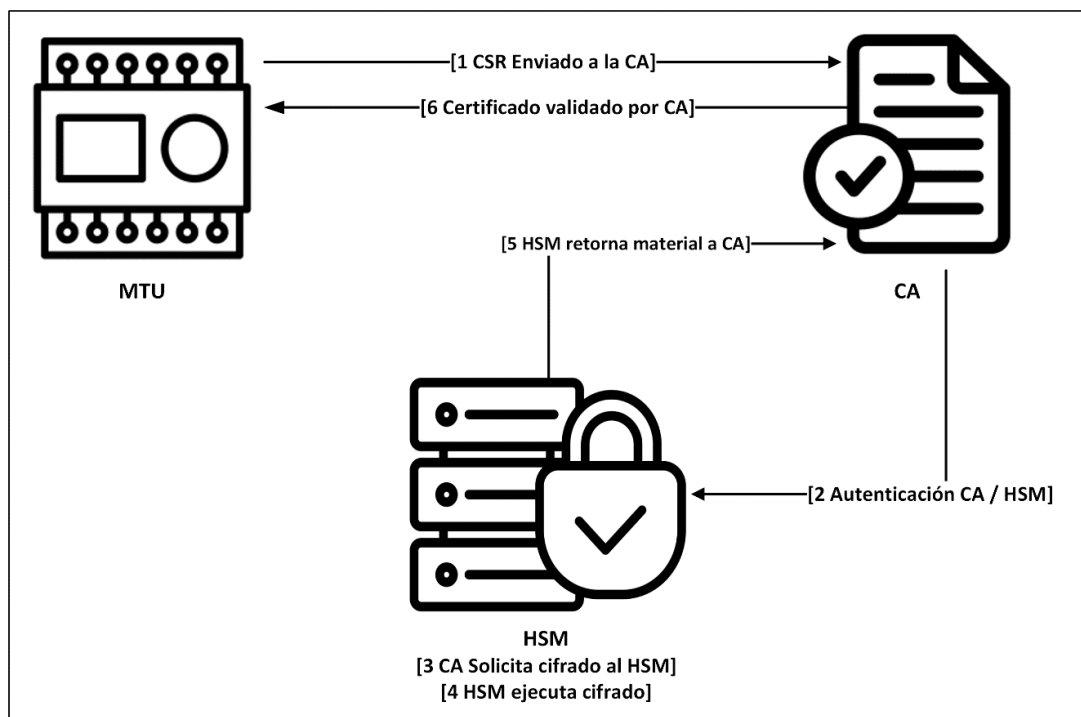 [1 CSR Enviado a la CA]
[6 Certificado validado por CA]
[5 HSM retorna material a CA]
MTU
CA
[2 Autenticación CA / HSM]
HSM
[3 CA Solicita cifrado al HSM]
[4 HSM ejecuta cifrado]